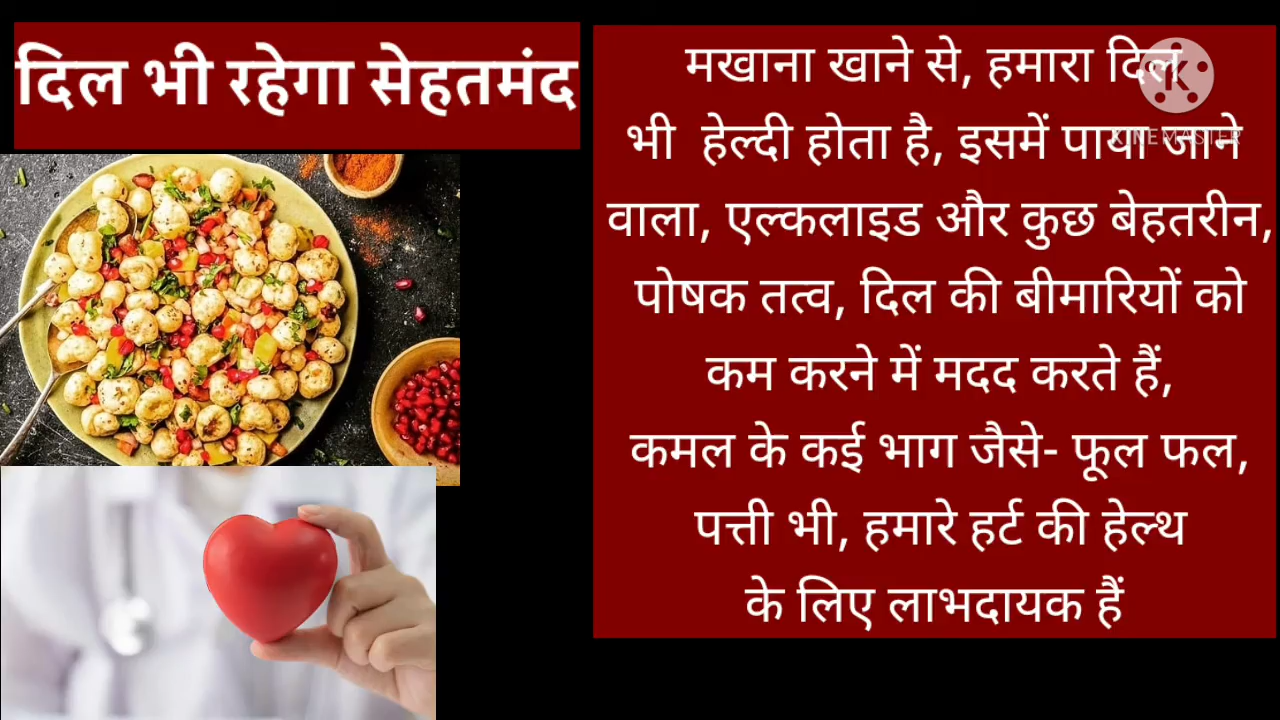 दिल भी रहेगा सेहतमंद
मखाना खाने से, हमारा दिल
भी हेल्दी होता है, इसमें पाया जाने
वाला, एल्कलाइड और कुछ बेहतरीन,
पोषक तत्व, दिल की बीमारियों को
कम करने में मदद करते हैं,
कमल के कई भाग जैसे- फूल फल,
पत्ती भी, हमारे हर्ट की हेल्थ
के लिए लाभदायक हैं
K
KINEMASTER